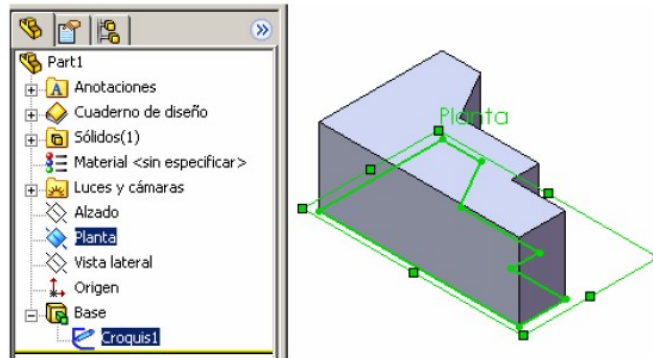 Part1
Anotaciones
Cuaderno de diseño
Sólidos(1)
Material <sin especificar>
Luces y cámaras
Alzado
Planta
Vista lateral
Origen
Base
Croquis1
Planta